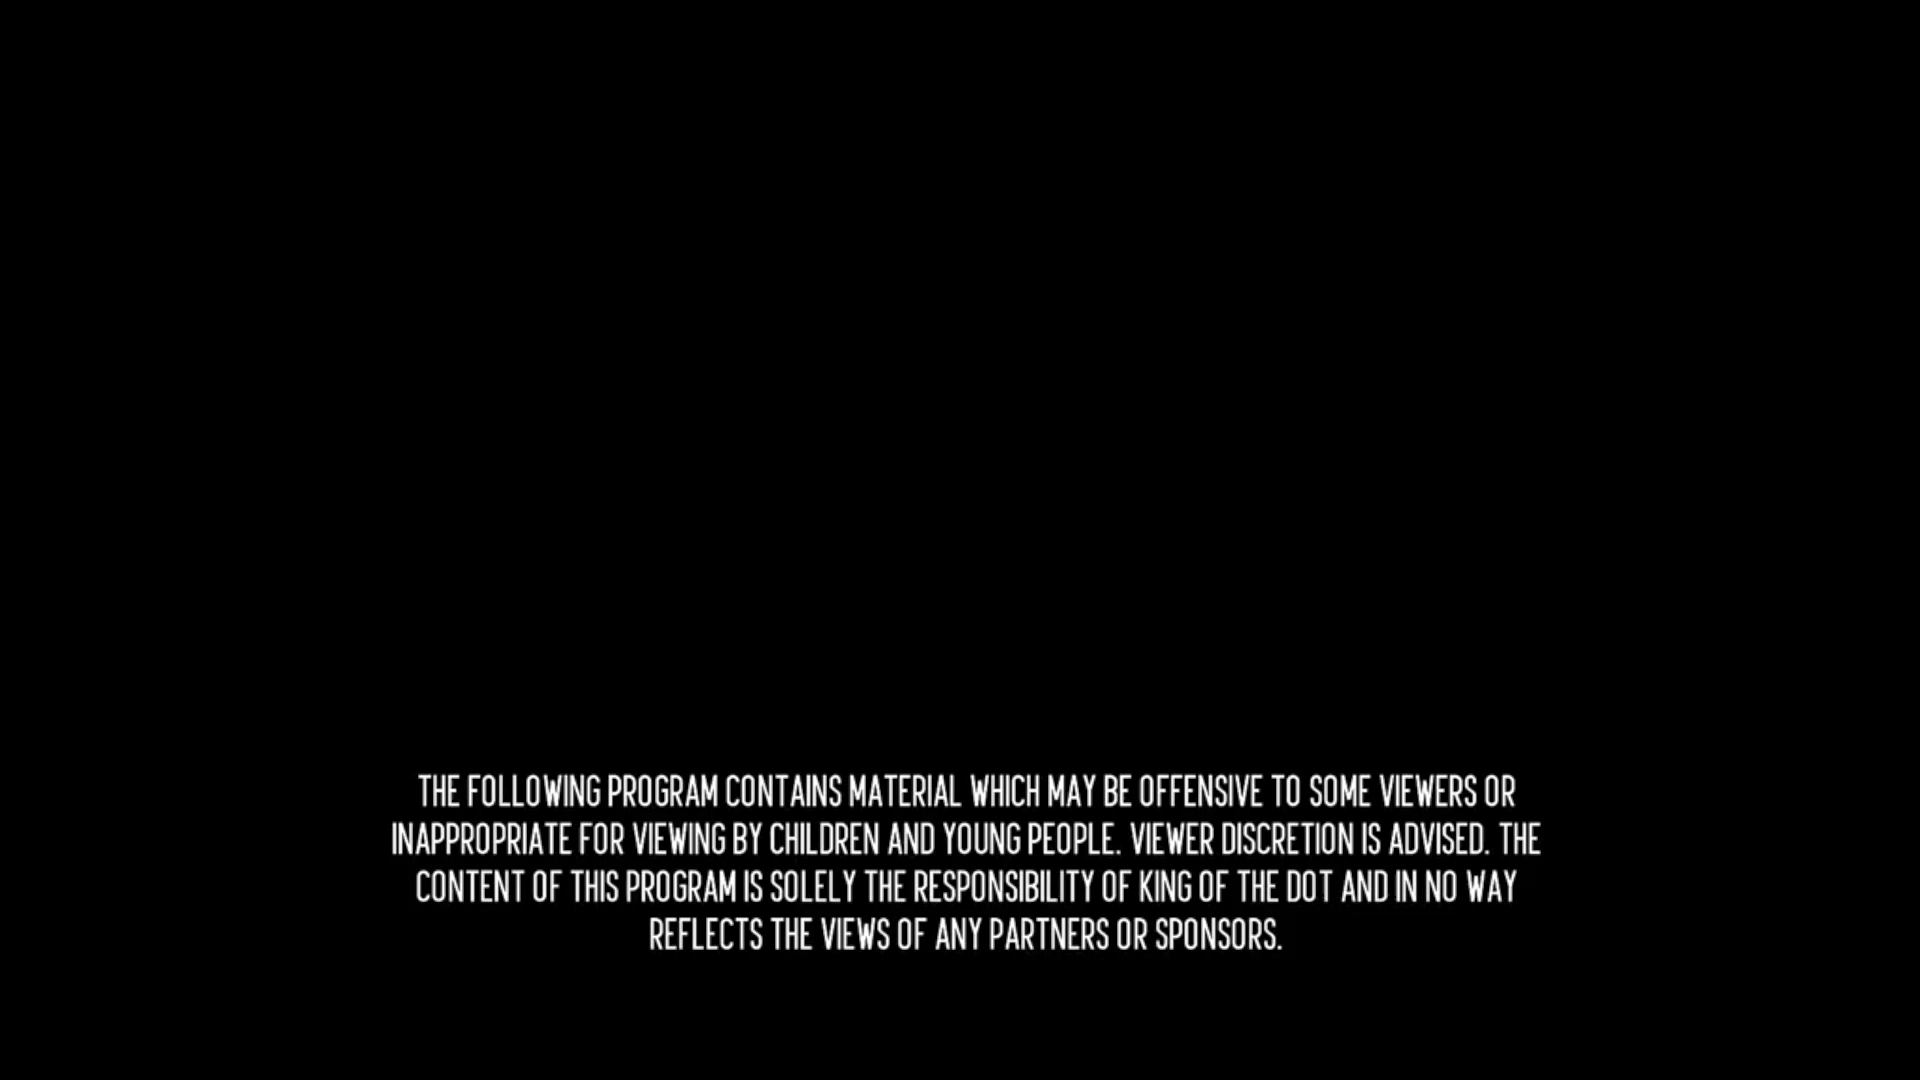 THE FOLLOWING PROGRAM CONTAINS MATERIAL WHICH MAY BE OFFENSIVE TO SOME VIEWERS OR
INAPPROPRIATE FOR VIEWING BY CHILDREN AND YOUNG PEOPLE. VIEWER DISCRETION IS ADVISED. THE
CONTENT OF THIS PROGRAM IS SOLELY THE RESPONSIBILITY OF KING OF THE DOT AND IN NO WAY
REFLECTS THE VIEWS OF ANY PARTNERS OR SPONSORS.